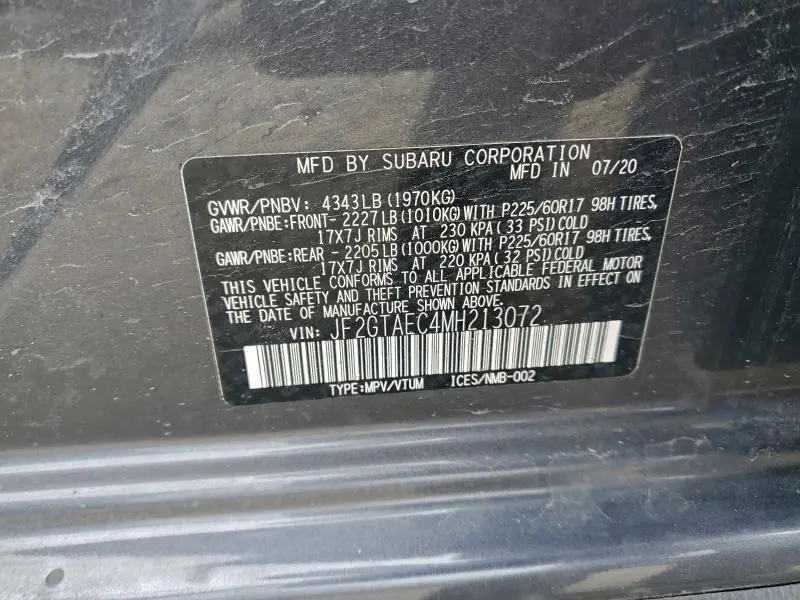 MFD BY SUBARU CORPORATION
MFD IN 07/20
GVWR/PNBV: 4343LB (1970KG)
GAWR/PNBE:FRONT- 2227LB (1010KG) WITH P225/60R17 98H TIRES,
17X7J RIMS AT 230 KPA( 33 PSI) COLD
GAWR/PNBE:REAR - 2205LB (1000KG) WITH P225/60R17 98H TIRES,
17X7J RIMS AT 220 KPA( 32 PSI) COLD
THIS VEHICLE CONFORMS TO ALL APPLICABLE FEDERAL MOTOR
VEHICLE SAFETY AND THEFT PREVENTION STANDARDS IN EFFECT ON
THE DATE OF MANUFACTURE SHOWN ABOVE.
VIN: JF2GTAEC4MH213072
TYPE:MPV/VTUM ICES/NMB-002